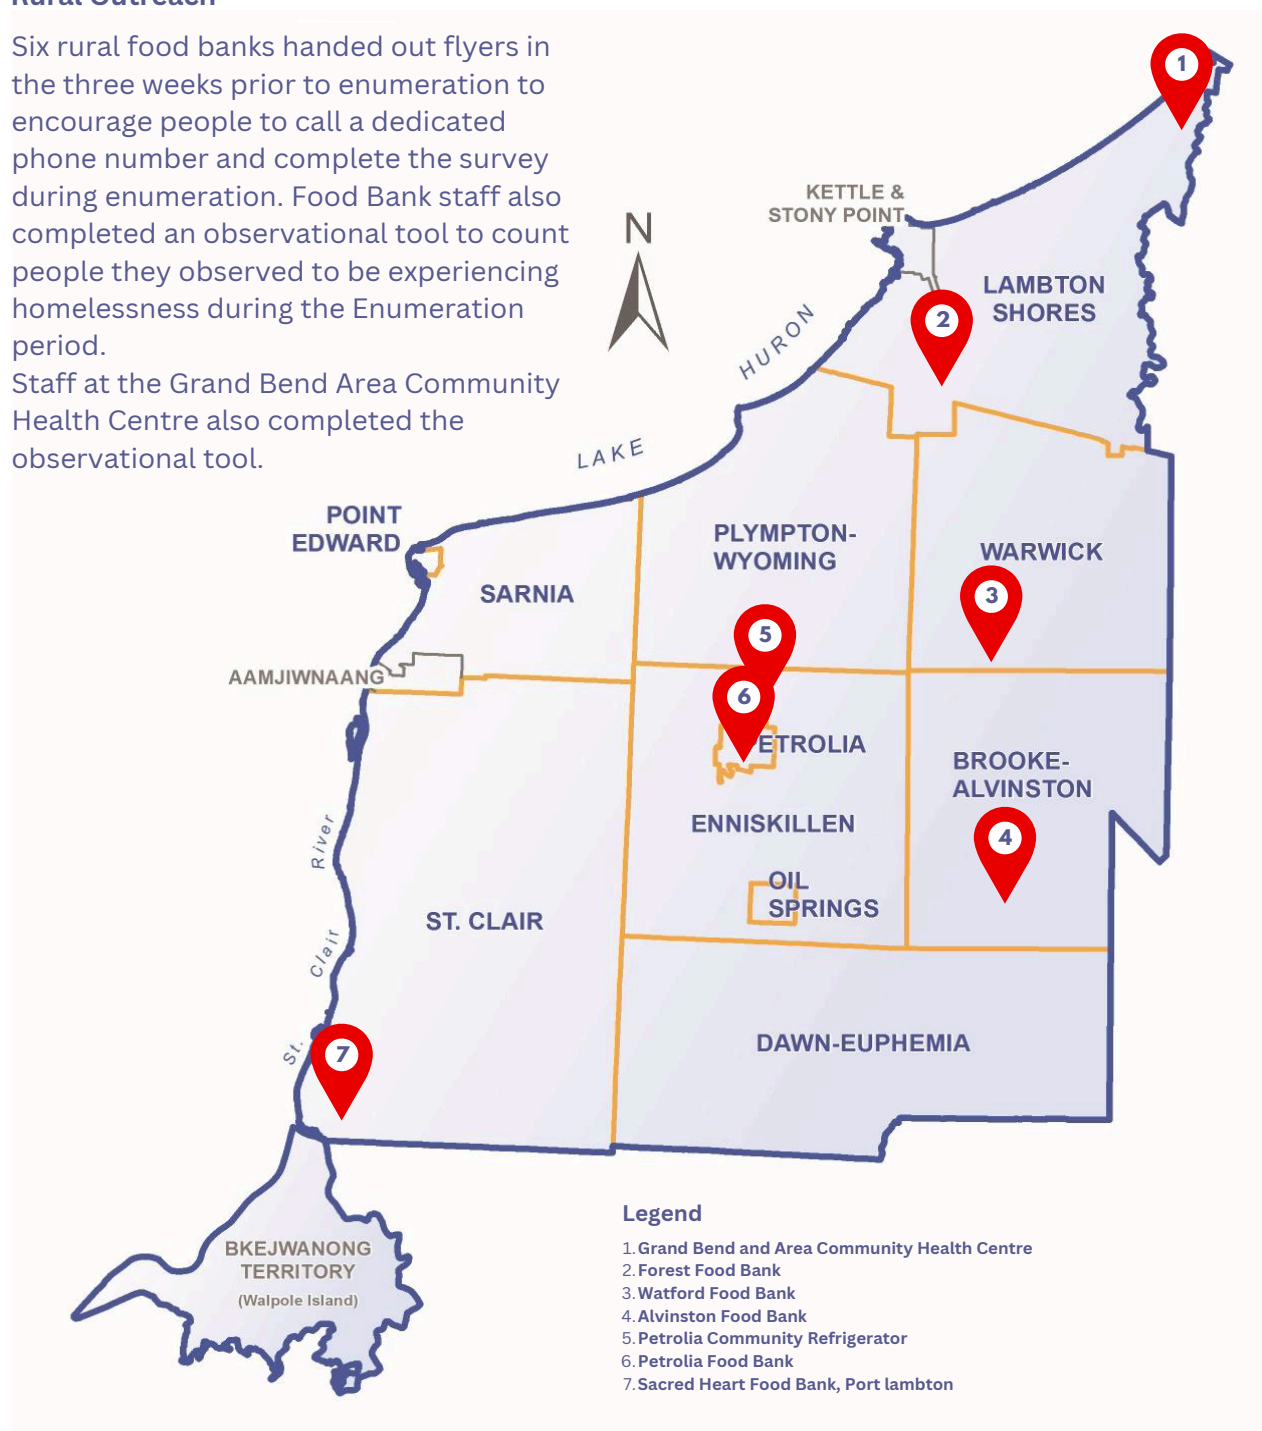 Rural Outreach
Six rural food banks handed out flyers in
the three weeks prior to enumeration to
encourage people to call a dedicated
phone number and complete the survey
during enumeration. Food Bank staff also
completed an observational tool to count
people they observed to be experiencing
homelessness during the Enumeration
period.
Staff at the Grand Bend Area Community
Health Centre also completed the
observational tool.
1
KETTLE &
STONY POINT
N
LAMBTON
SHORES
2
HURON
LAKE
POINT
EDWARD
PLYMPTON-
WYOMING
WARWICK
SARNIA
3
5
AAMJIWNAANG
6
PETROLIA
BROOKE-
ALVINSTON
ENNISKILLEN
4
River
OIL
SPRINGS
ST. CLAIR
Clair
St.
7
DAWN-EUPHEMIA
BKEJWANONG
TERRITORY
(Walpole Island)
Legend
1. Grand Bend and Area Community Health Centre
2. Forest Food Bank
3. Watford Food Bank
4. Alvinston Food Bank
5. Petrolia Community Refrigerator
6. Petrolia Food Bank
7. Sacred Heart Food Bank, Port lambton